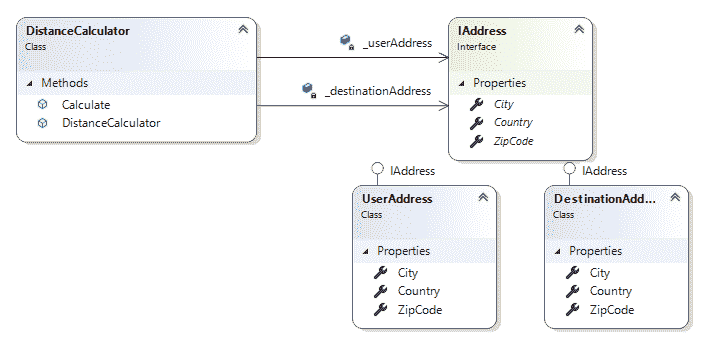 DistanceCalculator
Class
Methods
Calculate
DistanceCalculator
_userAddress
_destinationAddress
IAddress
Interface
Properties
City
Country
ZipCode
IAddress
UserAddress
Class
Properties
City
Country
ZipCode
IAddress
DestinationAdd...
Class
Properties
City
Country
ZipCode